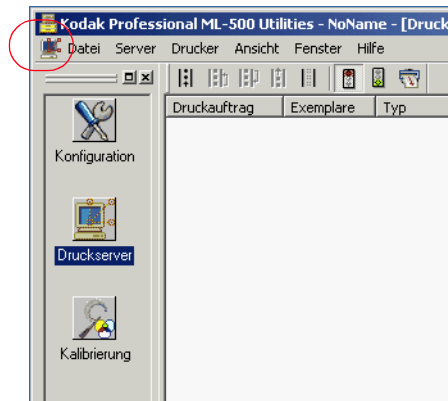 Kodak Professional ML-500 Utilities - NoName - [Druck
Datei Server Drucker Ansicht Fenster Hilfe
Druckauftrag Exemplare Typ
Konfiguration
Druckserver
Kalibrierung